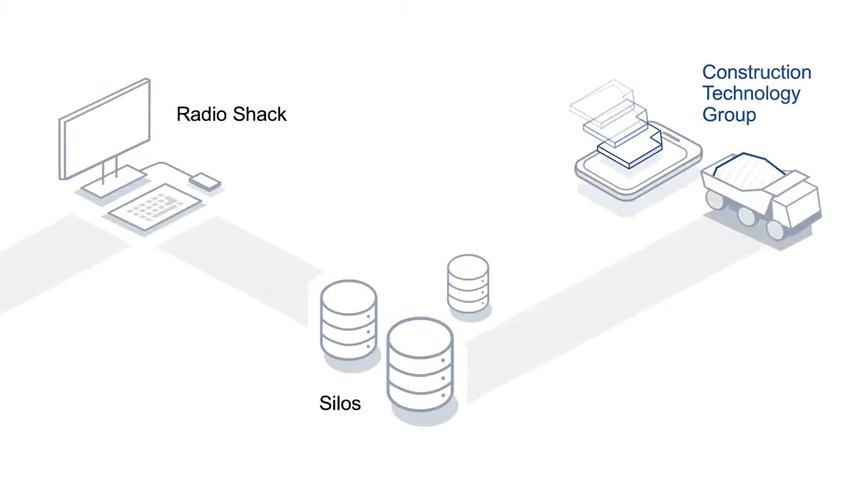 Radio Shack
Construction
Technology
Group
Silos